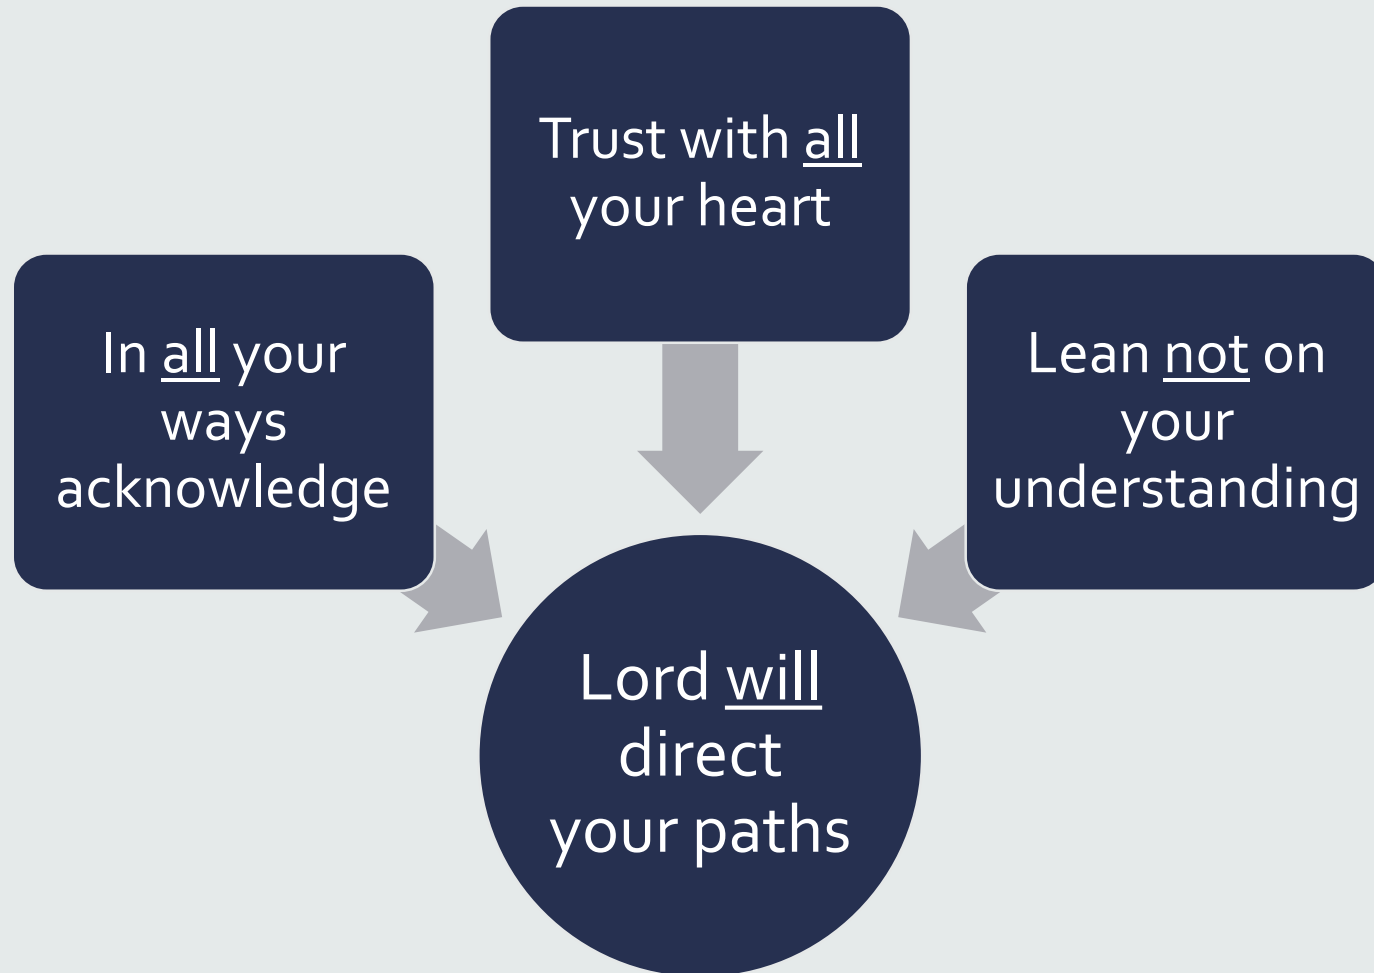 Trust with all
your heart
In all your
ways
acknowledge
Lean not on
your
understanding
Lord will
direct
your paths